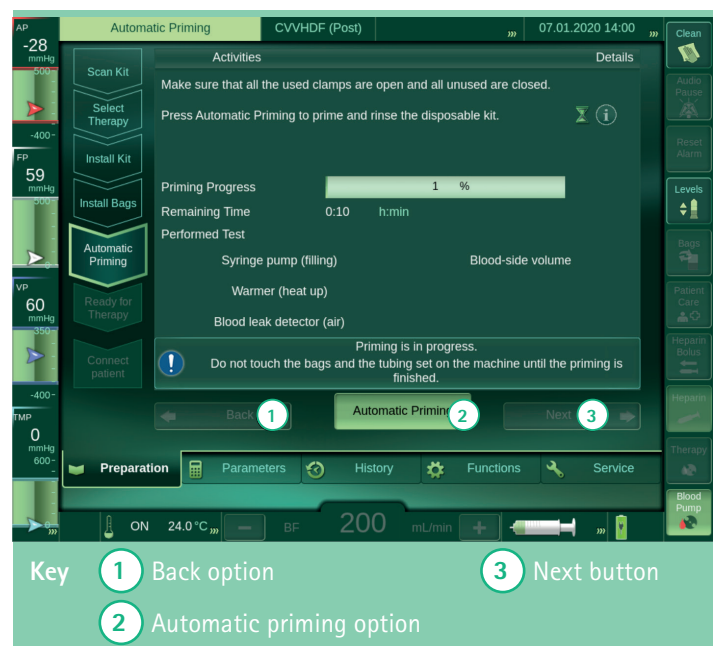 Automatic Priming CVVHDF (Post) 07.01.2020 14:00
AP
-28
mmHg
500
-400
FP
59
mmHg
500
0
VP
60
mmHg
350
-400
TMP
0
mmHg
600
0
Scan Kit
Select
Therapy
Install Kit
Install Bags
Automatic
Priming
Ready for
Therapy
Connect
patient
Activities Details
Make sure that all the used clamps are open and all unused are closed.
Press Automatic Priming to prime and rinse the disposable kit.
Priming Progress 1 %
Remaining Time 0:10 h:min
Performed Test
Syringe pump (filling) Blood-side volume
Warmer (heat up)
Blood leak detector (air)
Priming is in progress.
Do not touch the bags and the tubing set on the machine until the priming is
finished.
Back 1 Automatic Priming 2 Next 3
Preparation Parameters History Functions Service
ON 24.0 °C BF 200 mL/min
Clean
Audio
Pause
Reset
Alarm
Levels
Bags
Patient
Care
Heparin
Bolus
Heparin
Therapy
Blood
Pump
Key 1 Back option 3 Next button
2 Automatic priming option